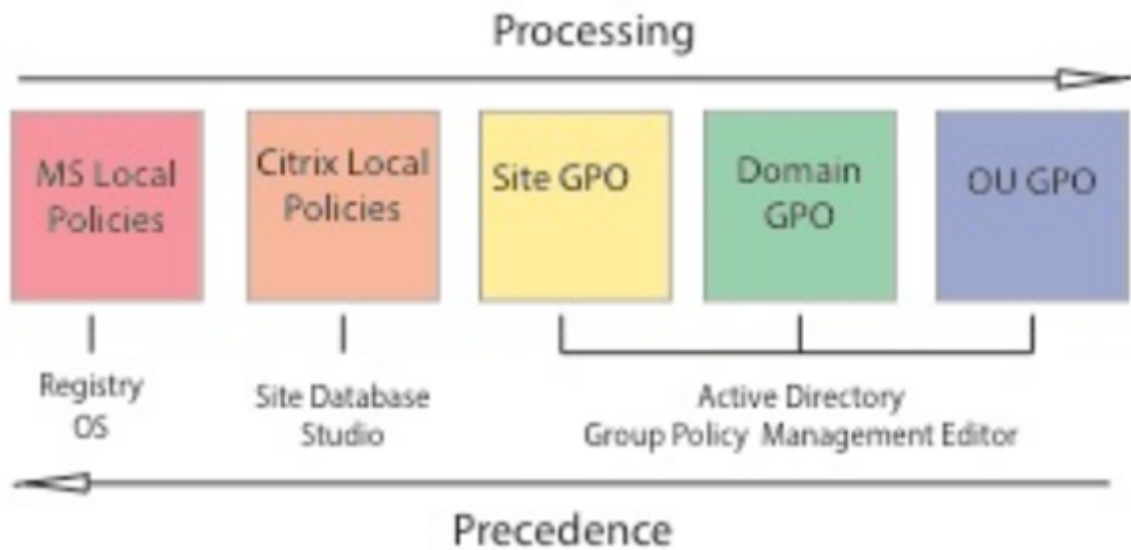 Processing
MS Local
Policies
Citrix Local
Policies
Site GPO
Domain
GPO
OU GPO
Registry
OS
Site Database
Studio
Active Directory
Group Policy Management Editor
Precedence